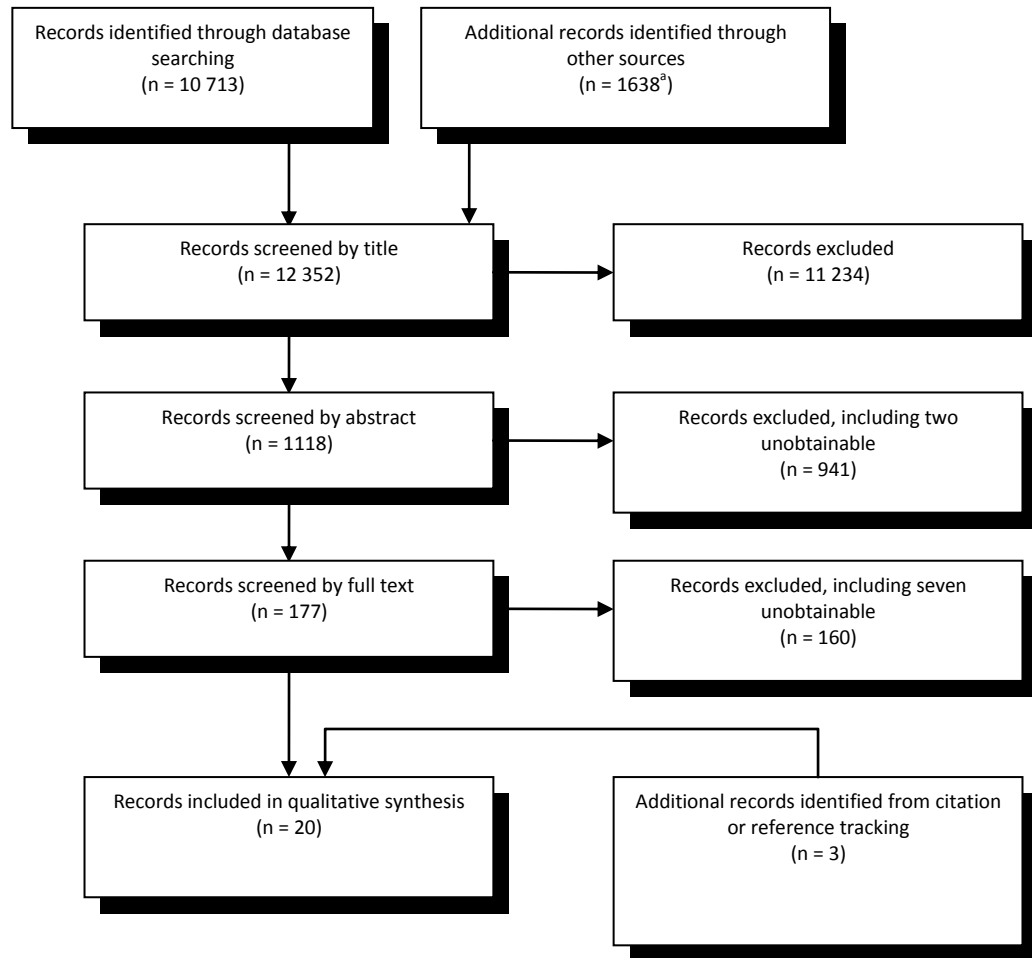 Records identified through database
searching
(n = 10 713)
Additional records identified through
other sources
(n = 1638ᵃ)
Records screened by title
(n = 12 352)
Records excluded
(n = 11 234)
Records screened by abstract
(n = 1118)
Records excluded, including two
unobtainable
(n = 941)
Records screened by full text
(n = 177)
Records excluded, including seven
unobtainable
(n = 160)
Records included in qualitative synthesis
(n = 20)
Additional records identified from citation
or reference tracking
(n = 3)